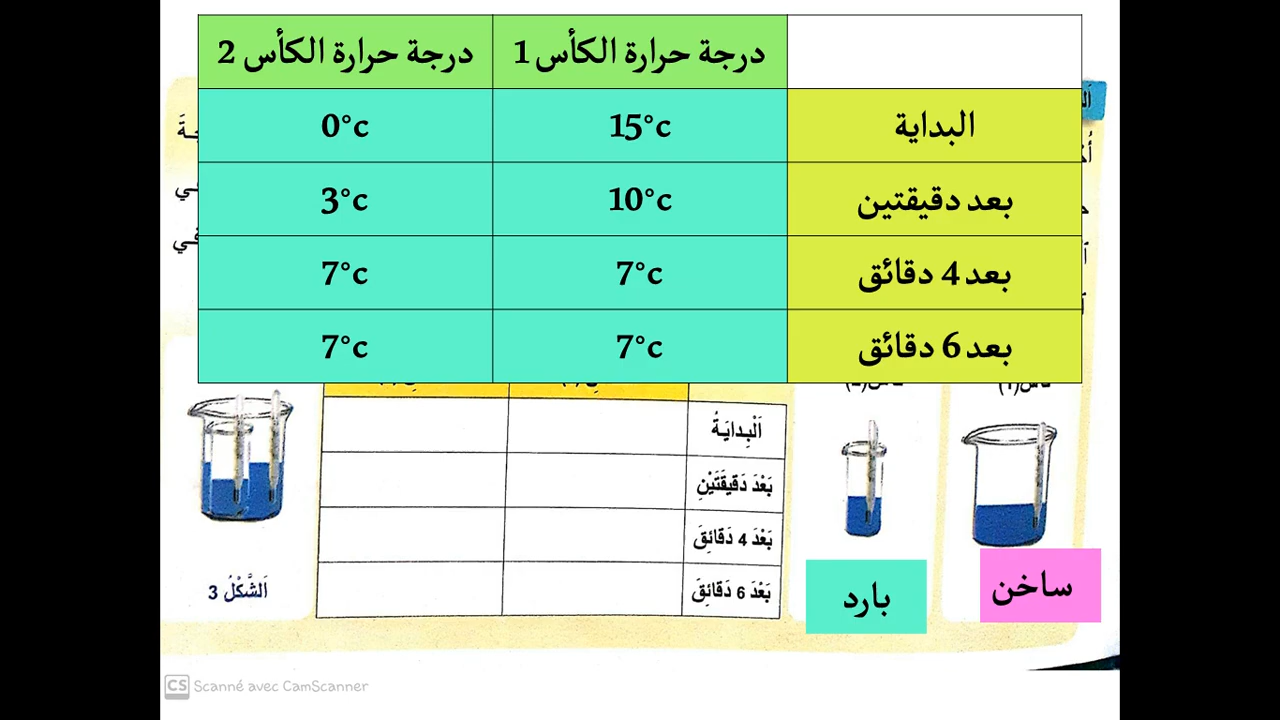 درجة حرارة الكأس 1 درجة حرارة الكأس 2
البداية 15°c 0°c
بعد دقيقتين 10°c 3°c
بعد 4 دقائق 7°c 7°c
بعد 6 دقائق 7°c 7°c
اَلْبِدايَةُ
بَعْدَ دَقيقَتَيْنِ
بَعْدَ 4 دَقائِقَ
بَعْدَ 6 دَقائِقَ
ساخن
بارد
اَلشَّكْلُ 3
CS Scanné avec CamScanner